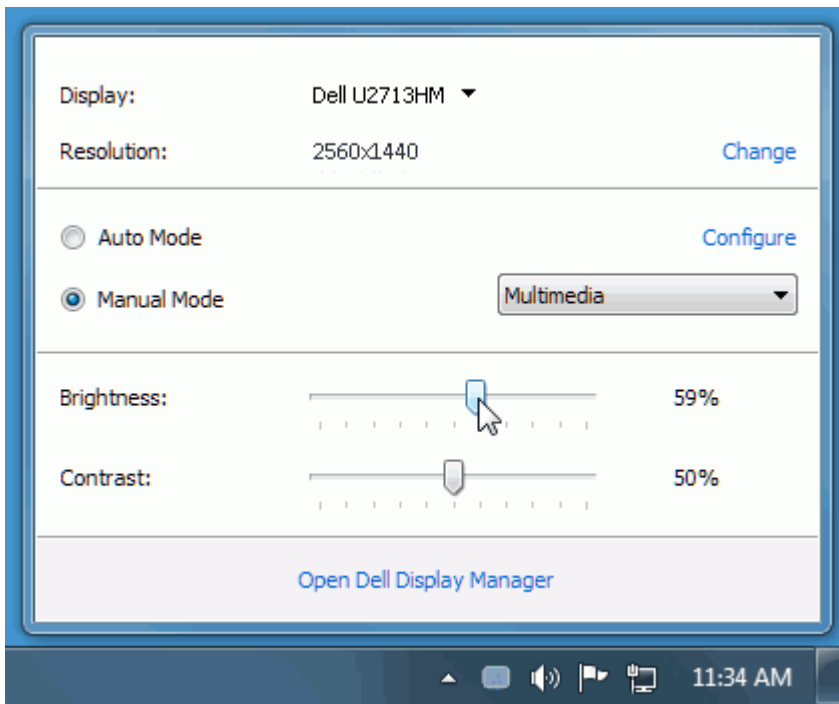 Display: Dell U2713HM
Resolution: 2560x1440 Change
Auto Mode Configure
Manual Mode Multimedia
Brightness: 59%
Contrast: 50%
Open Dell Display Manager
11:34 AM